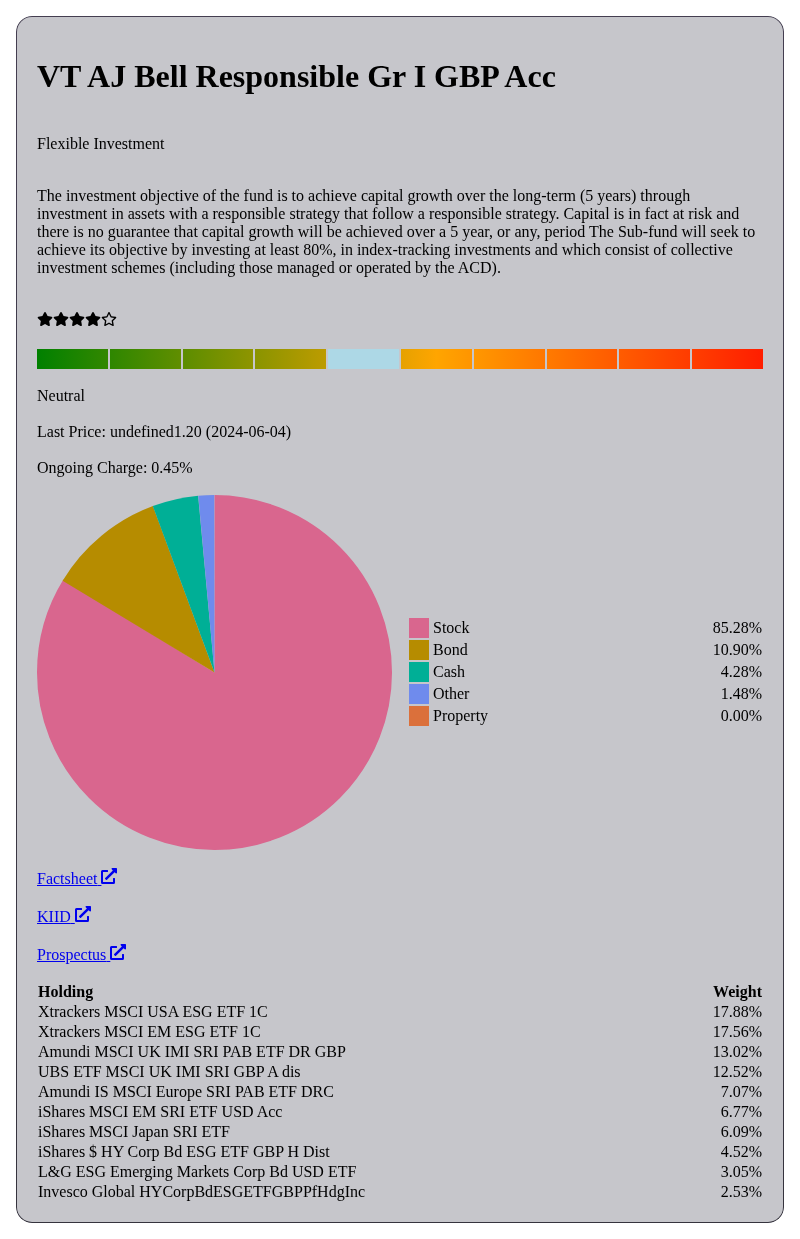 VT AJ Bell Responsible Gr I GBP Acc
Flexible Investment
The investment objective of the fund is to achieve capital growth over the long-term (5 years) through
investment in assets with a responsible strategy that follow a responsible strategy. Capital is in fact at risk and
there is no guarantee that capital growth will be achieved over a 5 year, or any, period The Sub-fund will seek to
achieve its objective by investing at least 80%, in index-tracking investments and which consist of collective
investment schemes (including those managed or operated by the ACD).
Neutral
Last Price: undefined1.20 (2024-06-04)
Ongoing Charge: 0.45%
Stock 85.28%
Bond 10.90%
Cash 4.28%
Other 1.48%
Property 0.00%
Factsheet
KIID
Prospectus
Holding Weight
Xtrackers MSCI USA ESG ETF 1C 17.88%
Xtrackers MSCI EM ESG ETF 1C 17.56%
Amundi MSCI UK IMI SRI PAB ETF DR GBP 13.02%
UBS ETF MSCI UK IMI SRI GBP A dis 12.52%
Amundi IS MSCI Europe SRI PAB ETF DRC 7.07%
iShares MSCI EM SRI ETF USD Acc 6.77%
iShares MSCI Japan SRI ETF 6.09%
iShares $ HY Corp Bd ESG ETF GBP H Dist 4.52%
L&G ESG Emerging Markets Corp Bd USD ETF 3.05%
Invesco Global HYCorpBdESGETFGBPPfHdgInc 2.53%